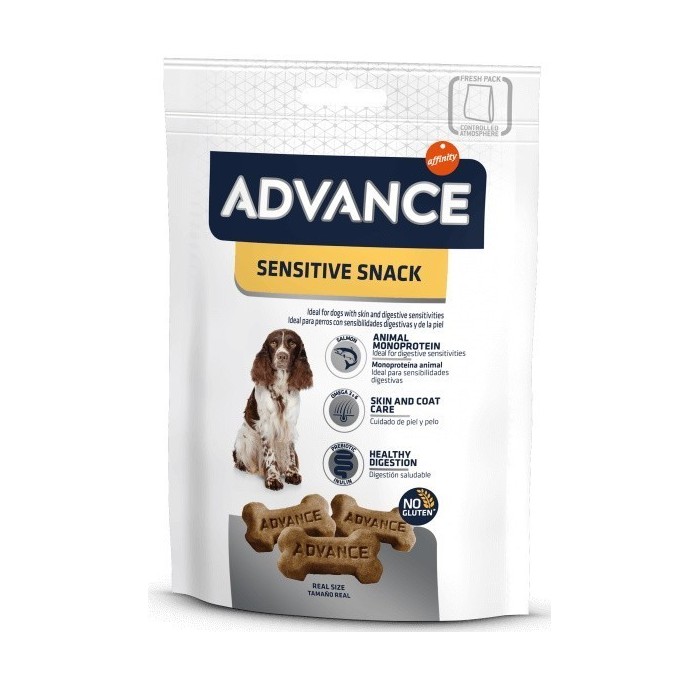 FRESH PACK
CONTROLLED
ATMOSPHERE
affinity
ADVANCE
SENSITIVE SNACK
Ideal for dogs with skin and digestive sensitivities
Ideal para perros con sensibilidades digestivas y de la piel
SALMON
ANIMAL
MONOPROTEIN
Ideal for digestive sensitivities
Monoproteína animal
Ideal para sensibilidades
digestivas
OMEGA 3+6
SKIN AND COAT
CARE
Cuidado de piel y pelo
PREBIOTIC
INULIN
HEALTHY
DIGESTION
Digestión saludable
NO
GLUTEN*
ADVANCE
ADVANCE
ADVANCE
REAL SIZE
TAMAÑO REAL